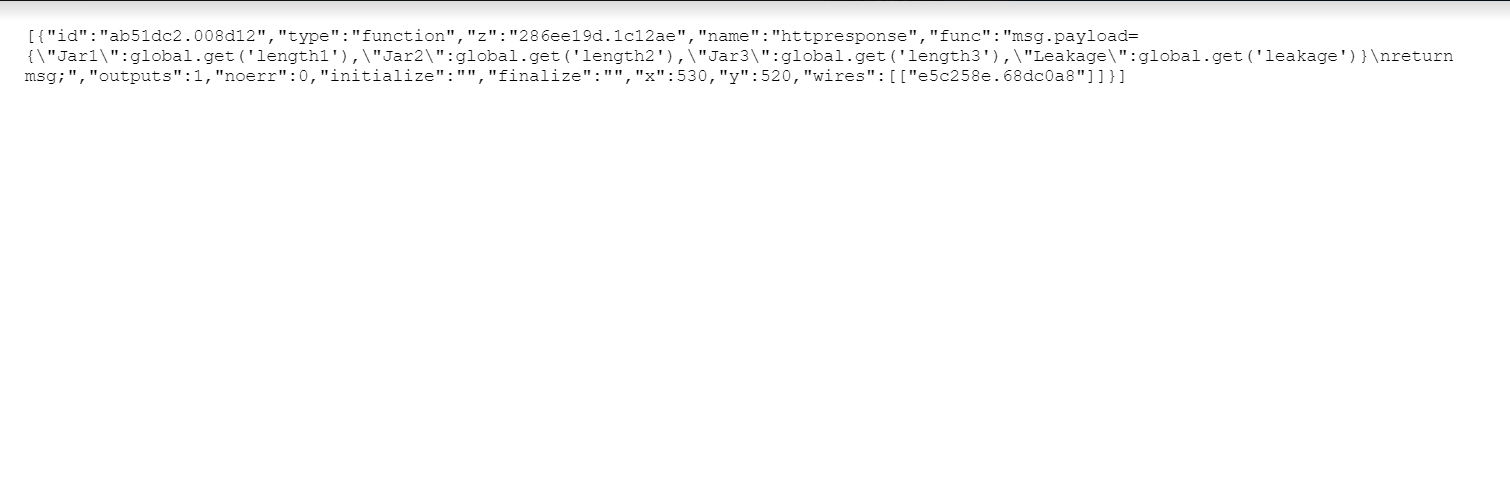 [{"id":"ab51dc2.008d12","type":"function","z":"286ee19d.1c12ae","name":"httpresponse","func":"msg.payload=
{\"Jar1\":global.get('length1'),\"Jar2\":global.get('length2'),\"Jar3\":global.get('length3'),\"Leakage\":global.get('leakage')}\nreturn
msg;","outputs":1,"noerr":0,"initialize":"","finalize":"","x":530,"y":520,"wires":[["e5c258e.68dc0a8"]]}]